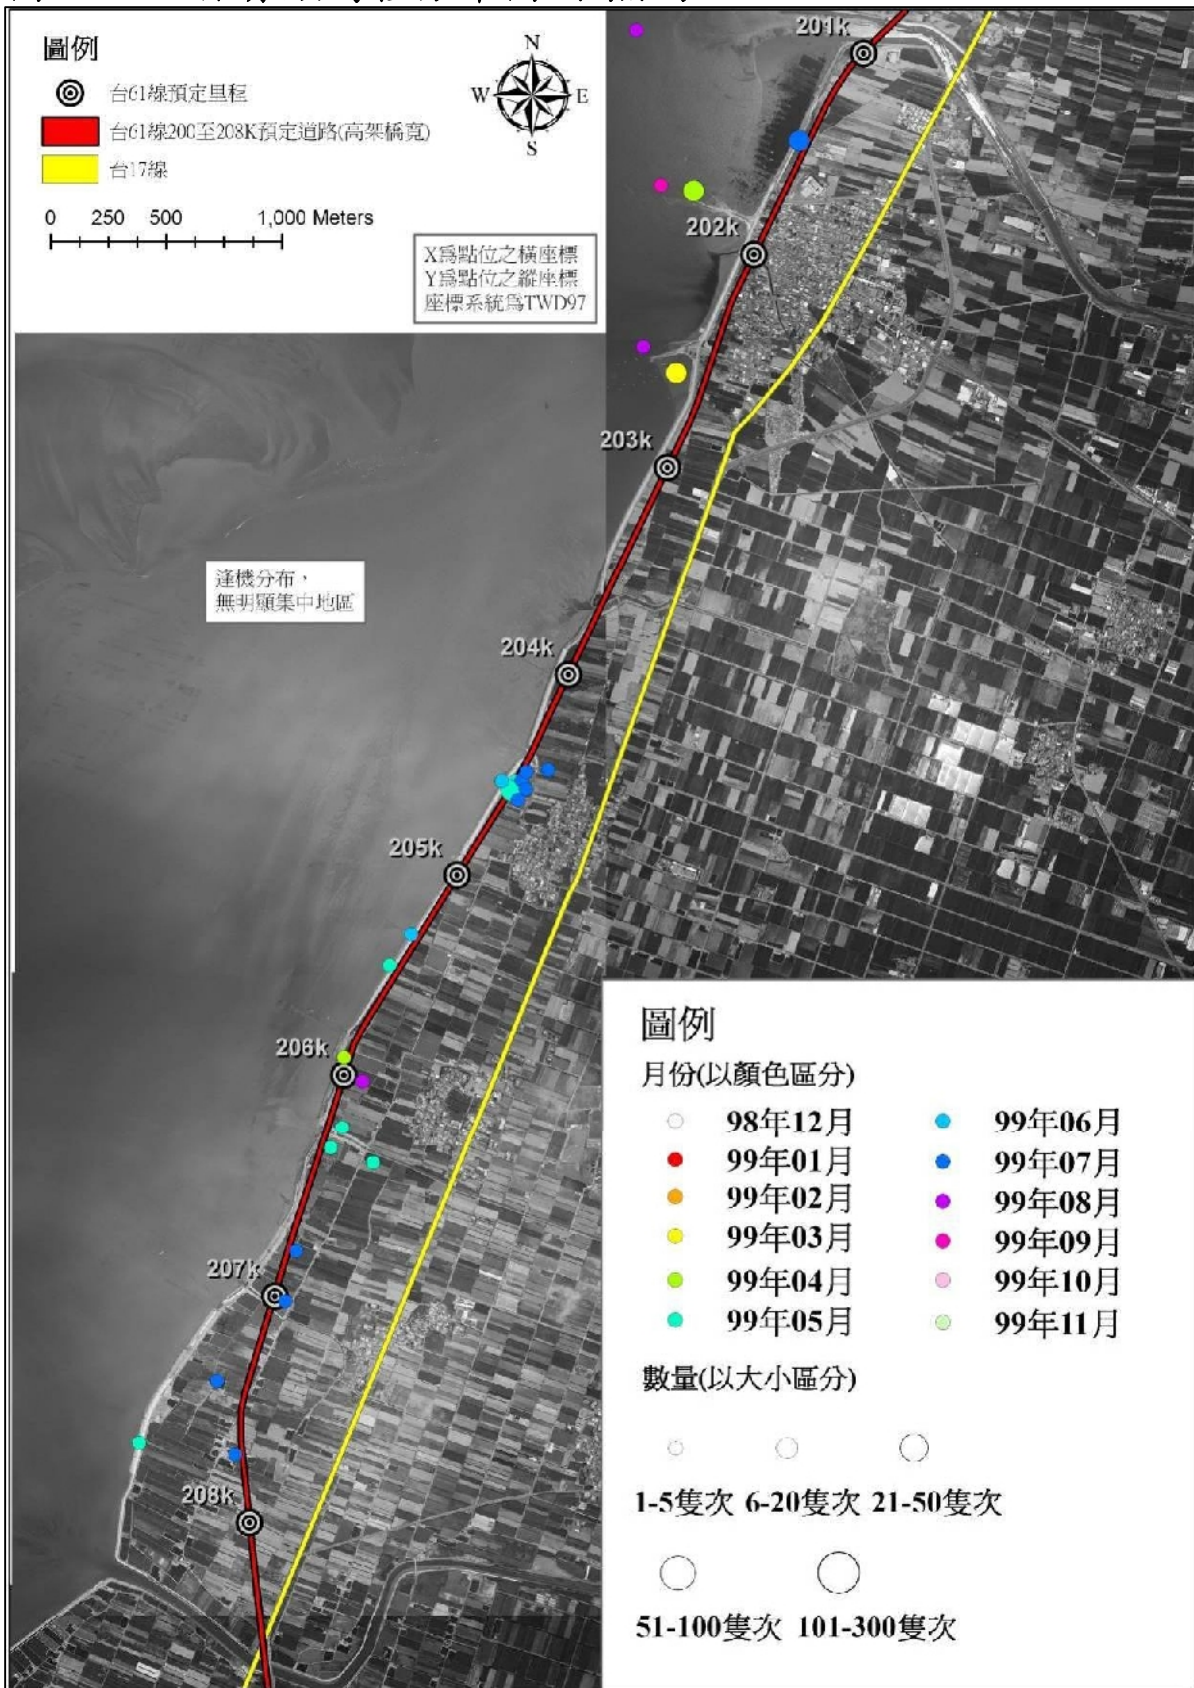 圖例
台61線預定里程
台61線200至208K預定道路(高架橋寬)
台17線
0 250 500 1,000 Meters
N
W E
S
X爲點位之橫座標
Y爲點位之縱座標
座標系統爲TWD97
201k
202k
203k
逢機分布，
無明顯集中地區
204k
205k
206k
207k
208k
圖例
月份(以顏色區分)
98年12月 99年06月
99年01月 99年07月
99年02月 99年08月
99年03月 99年09月
99年04月 99年10月
99年05月 99年11月
數量(以大小區分)
1-5隻次 6-20隻次 21-50隻次
51-100隻次 101-300隻次